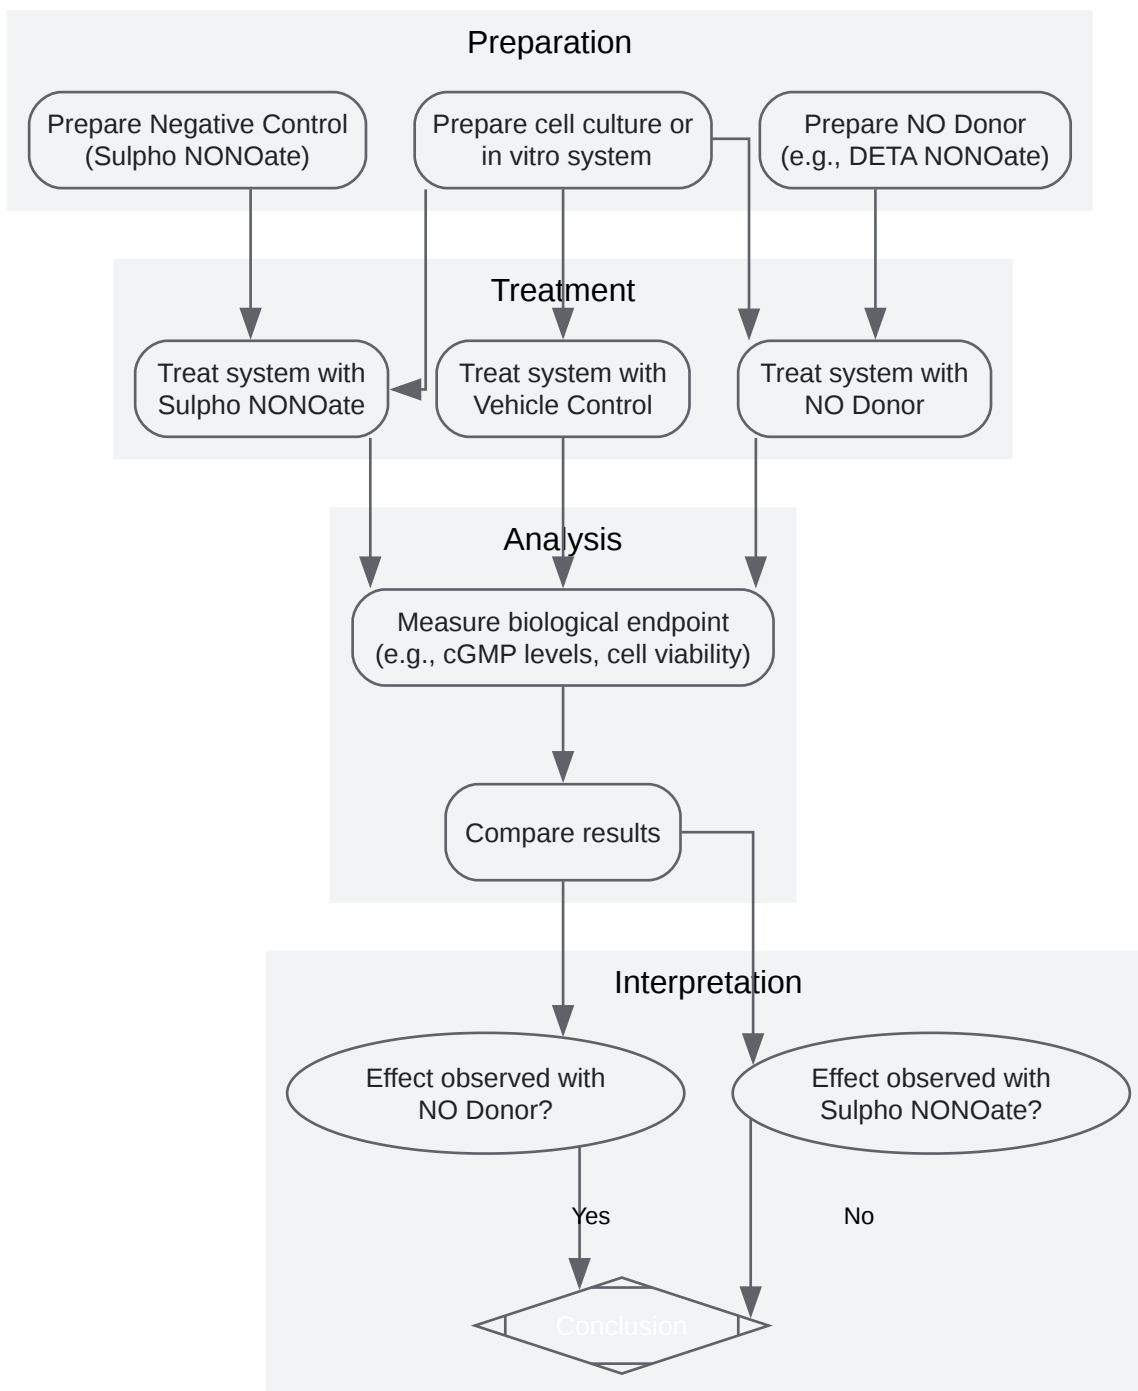 Preparation
Prepare Negative Control
(Sulpho NONOate)
Prepare cell culture or
in vitro system
Prepare NO Donor
(e.g., DETA NONOate)
Treatment
Treat system with
Sulpho NONOate
Treat system with
Vehicle Control
Treat system with
NO Donor
Analysis
Measure biological endpoint
(e.g., cGMP levels, cell viability)
Compare results
Interpretation
Effect observed with
NO Donor?
Effect observed with
Sulpho NONOate?
Yes
No
Conclusion